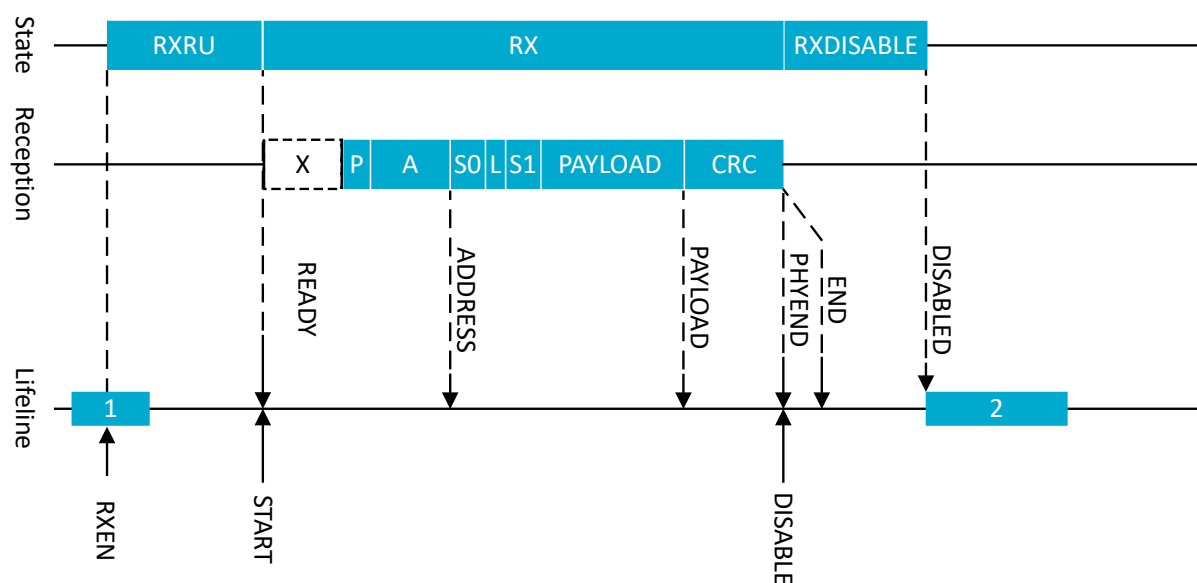 State
RXRU
RX
RXDISABLE
Reception
X
P
A
S0
L
S1
PAYLOAD
CRC
READY
ADDRESS
PAYLOAD
PHYEND
END
DISABLED
Lifeline
1
2
RXEN
START
DISABLE